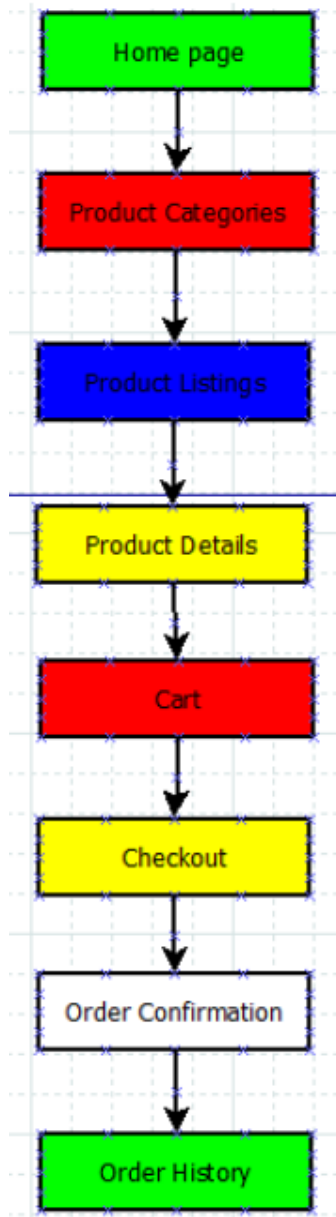 Home page
Product Categories
Product Listings
Product Details
Cart
Checkout
Order Confirmation
Order History